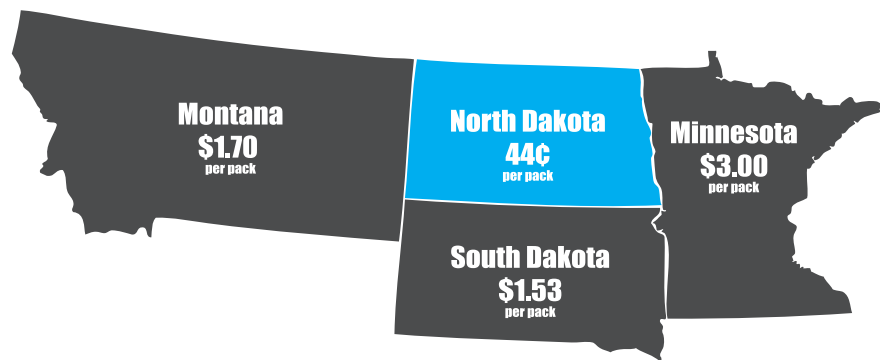 Montana
$1.70
per pack
North Dakota
44¢
per pack
Minnesota
$3.00
per pack
South Dakota
$1.53
per pack